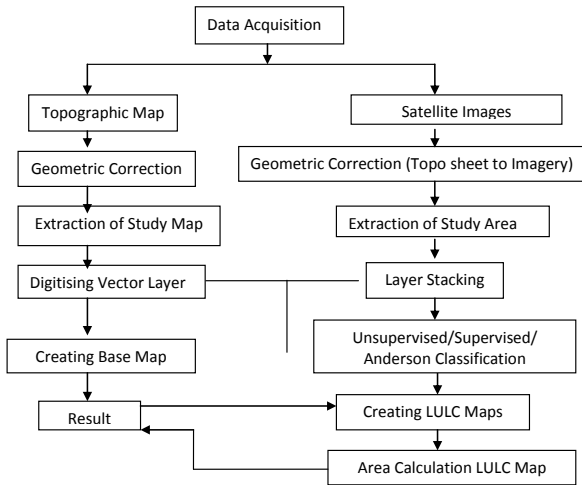 Data Acquisition
Topographic Map
Satellite Images
Geometric Correction
Geometric Correction (Topo sheet to Imagery)
Extraction of Study Map
Extraction of Study Area
Digitising Vector Layer
Layer Stacking
Unsupervised/Supervised/
Anderson Classification
Creating Base Map
Result
Creating LULC Maps
Area Calculation LULC Map